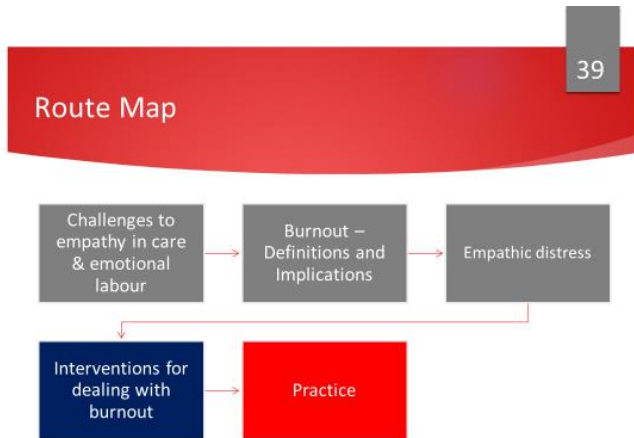 39
Route Map
Challenges to
empathy in care
& emotional
labour
Burnout –
Definitions and
Implications
Empathic distress
Interventions for
dealing with
burnout
Practice